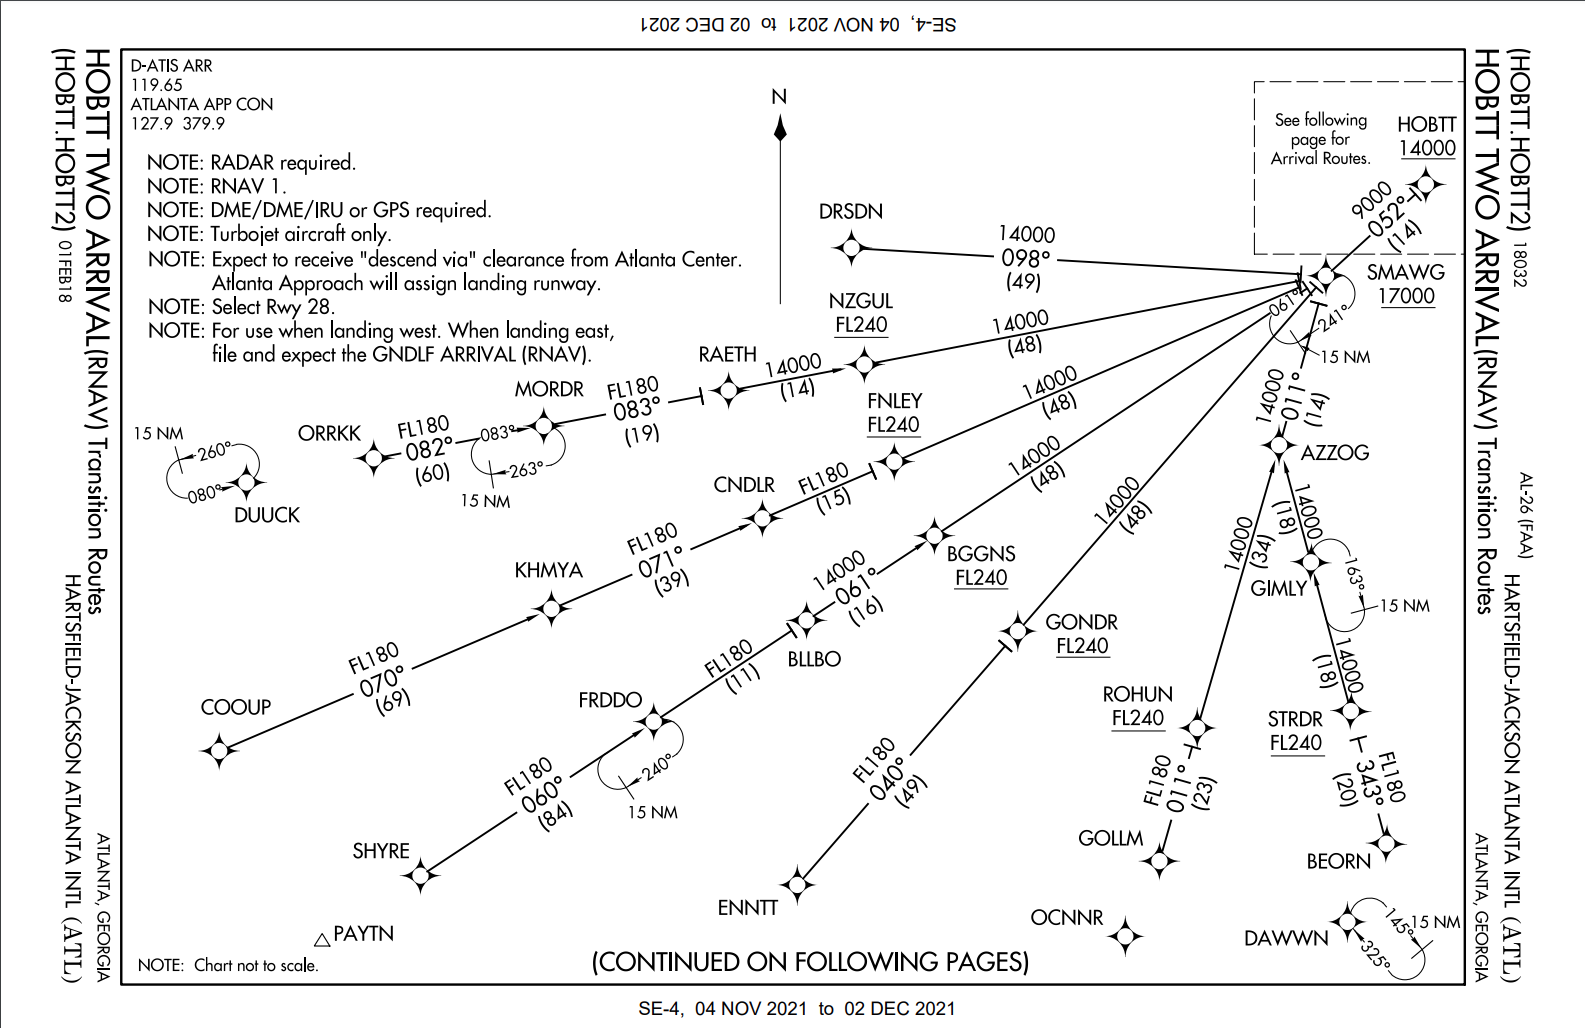 SE-4, 04 NOV 2021 to 02 DEC 2021
HOBTT TWO ARRIVAL (RNAV) Transition Routes
(HOBTT.HOBTT2) 01FEB18
HARTSFIELD-JACKSON ATLANTA INTL (ATL)
ATLANTA, GEORGIA
D-ATIS ARR
119.65
ATLANTA APP CON
127.9 379.9
NOTE: RADAR required.
NOTE: RNAV 1.
NOTE: DME/DME/IRU or GPS required.
NOTE: Turbojet aircraft only.
NOTE: Expect to receive "descend via" clearance from Atlanta Center.
Atlanta Approach will assign landing runway.
NOTE: Select Rwy 28.
NOTE: For use when landing west. When landing east,
file and expect the GNDLF ARRIVAL (RNAV).
N
See following
page for
Arrival Routes.
HOBTT
14000
9000
052°
(14)
SMAWG
17000
061°
241°
15 NM
DRSDN
14000
098°
(49)
NZGUL
FL240
14000
(48)
RAETH
14000
(14)
MORDR
FL180
083°
(19)
083°
263°
15 NM
ORRKK
FL180
082°
(60)
15 NM
260°
080°
DUUCK
FNLEY
FL240
14000
(48)
CNDLR
FL180
(15)
KHMYA
FL180
071°
(39)
COOUP
FL180
070°
(69)
BGGNS
FL240
14000
(48)
BLLBO
14000
061°
(16)
FRDDO
FL180
(11)
240°
15 NM
SHYRE
FL180
060°
(84)
PAYTN
GONDR
FL240
14000
(48)
ENNTT
FL180
040°
(49)
AZZOG
14000
011°
(14)
ROHUN
FL240
14000
(34)
GOLLM
FL180
011°
(23)
GIMLY
14000
(18)
163°
15 NM
STRDR
FL240
14000
(18)
BEORN
FL180
343°
(20)
OCNNR
DAWWN
145°
325°
15 NM
NOTE: Chart not to scale.
(CONTINUED ON FOLLOWING PAGES)
(HOBTT.HOBTT2) 18032
HOBTT TWO ARRIVAL (RNAV) Transition Routes
AL-26 (FAA)
HARTSFIELD-JACKSON ATLANTA INTL (ATL)
ATLANTA, GEORGIA
SE-4, 04 NOV 2021 to 02 DEC 2021